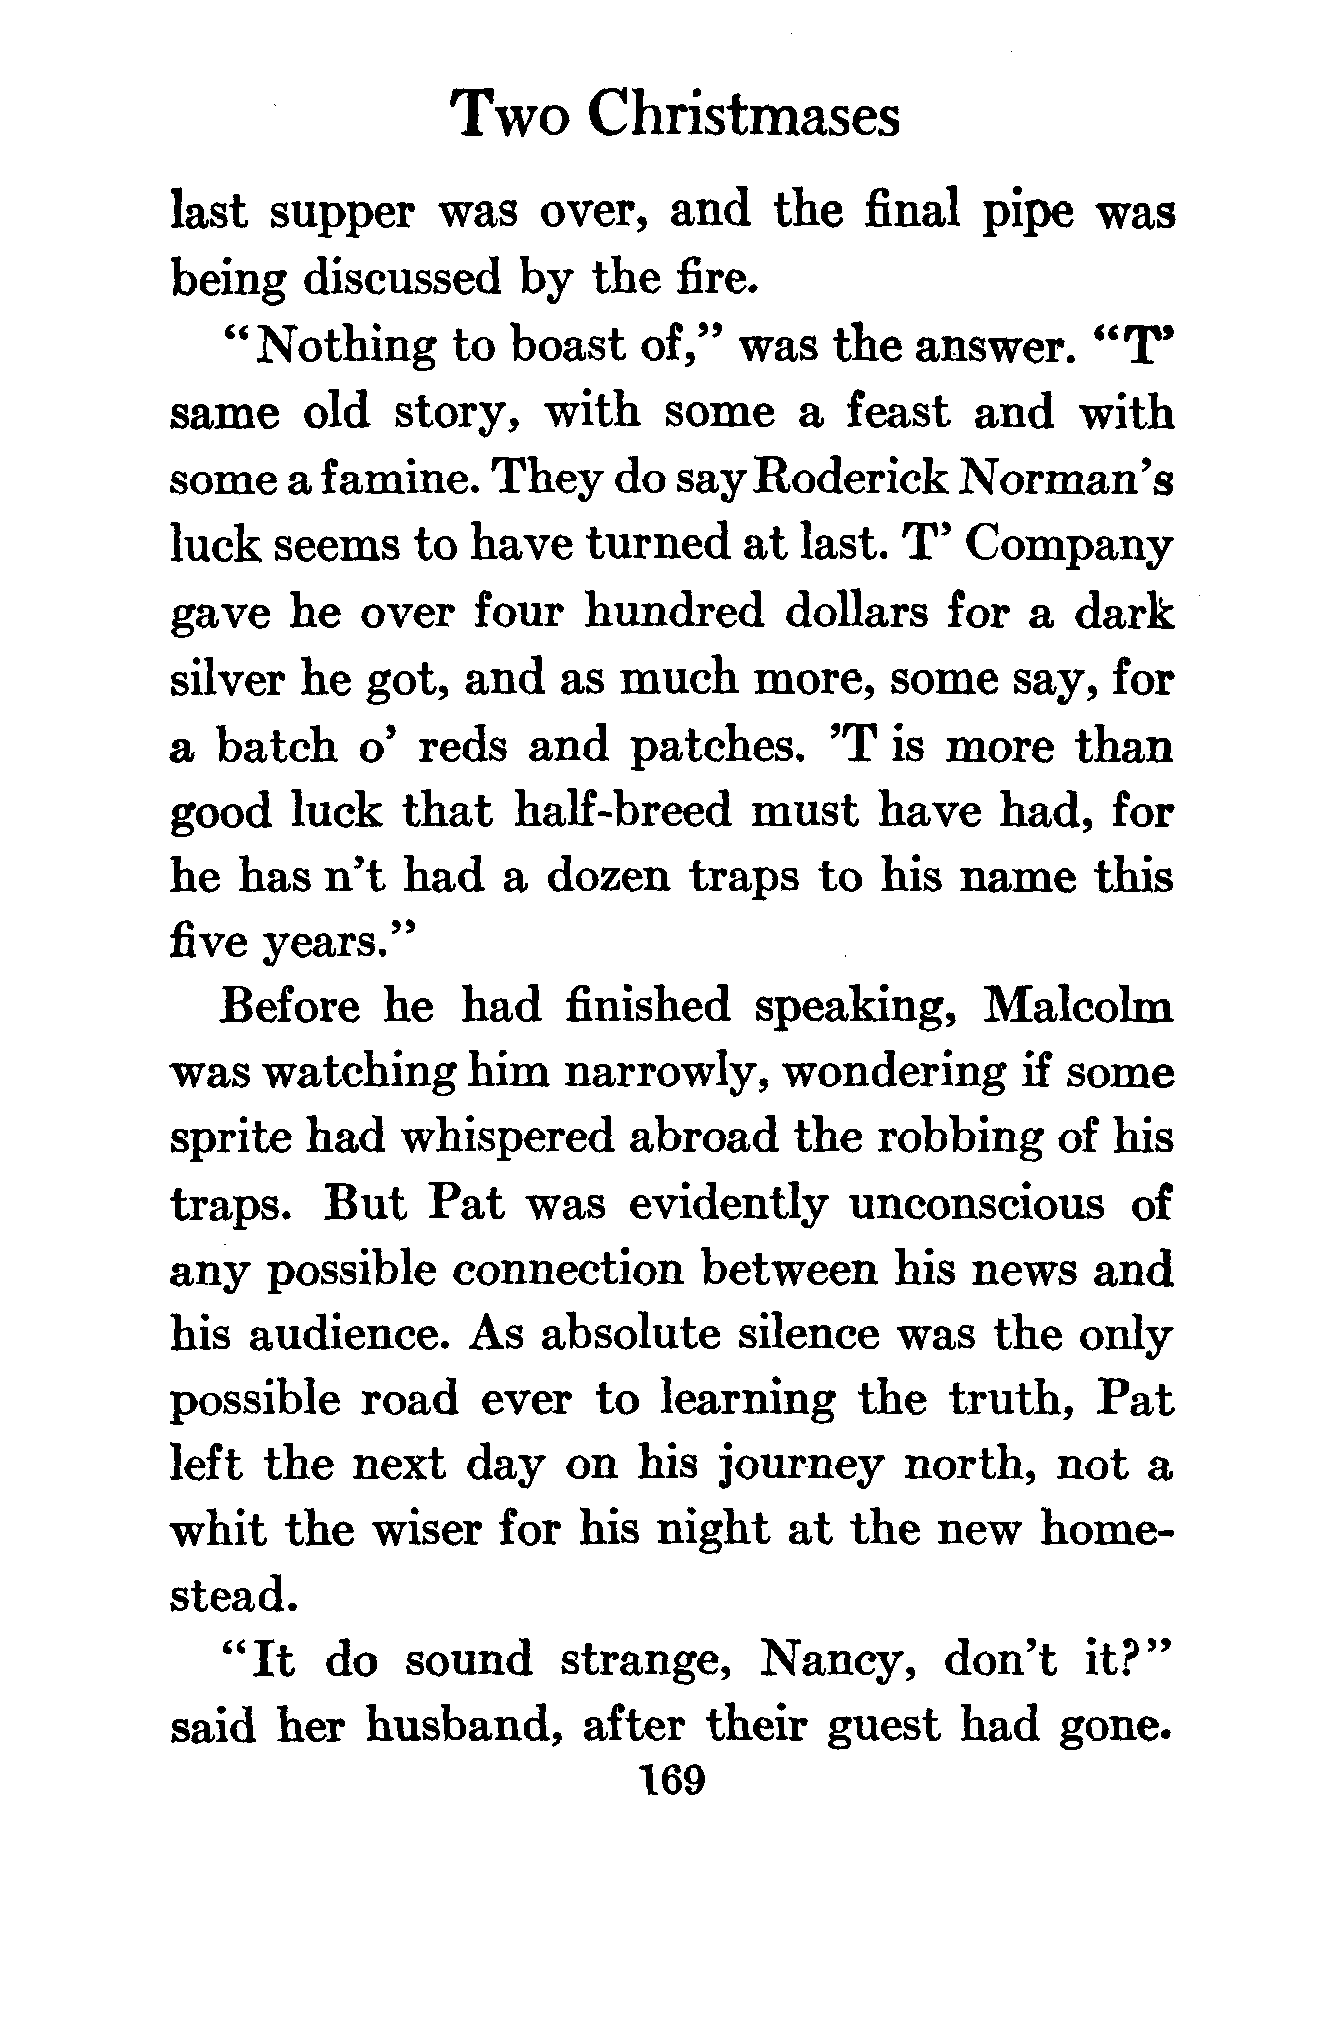 Two Christmases
last supper was over, and the final pipe was
being discussed by the fire.
“Nothing to boast of,” was the answer. “T’
same old story, with some a feast and with
some a famine. They do say Roderick Norman’s
luck seems to have turned at last. T’ Company
gave he over four hundred dollars for a dark
silver he got, and as much more, some say, for
a batch o’ reds and patches. ’T is more than
good luck that half-breed must have had, for
he has n’t had a dozen traps to his name this
five years.”
Before he had finished speaking, Malcolm
was watching him narrowly, wondering if some
sprite had whispered abroad the robbing of his
traps. But Pat was evidently unconscious of
any possible connection between his news and
his audience. As absolute silence was the only
possible road ever to learning the truth, Pat
left the next day on his journey north, not a
whit the wiser for his night at the new home-
stead.
“It do sound strange, Nancy, don’t it?”
said her husband, after their guest had gone.
169